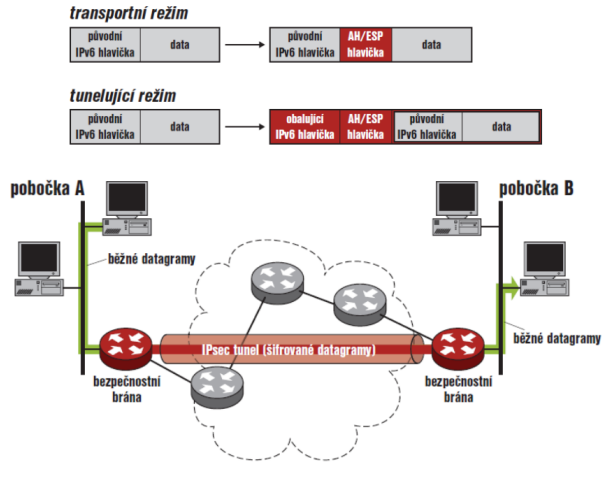 transportní režim
původní
IPv6 hlavička
data
původní
IPv6 hlavička
AH/ESP
hlavička
data
tunelující režim
původní
IPv6 hlavička
data
obalující
IPv6 hlavička
AH/ESP
hlavička
původní
IPv6 hlavička
data
pobočka A
pobočka B
běžné datagramy
běžné datagramy
IPsec tunel (šifrované datagramy)
bezpečnostní
brána
bezpečnostní
brána